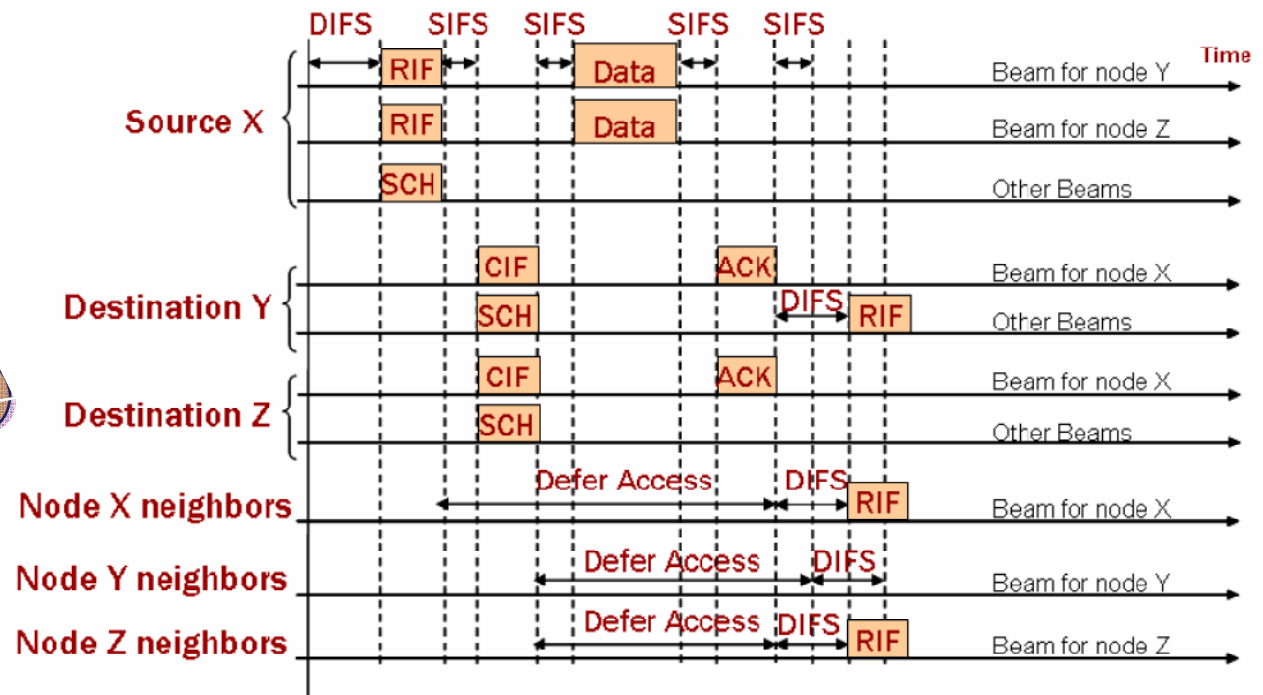 DIFS SIFS SIFS SIFS SIFS
Time
RIF Data Beam for node Y
Source X
RIF Data Beam for node Z
SCH Other Beams
CIF ACK Beam for node X
Destination Y
DIFS
SCH RIF Other Beams
CIF ACK Beam for node X
Destination Z
SCH Other Beams
Defer Access DIFS
Node X neighbors RIF Beam for node X
Defer Access DIFS
Node Y neighbors Beam for node Y
Defer Access DIFS
Node Z neighbors RIF Beam for node Z